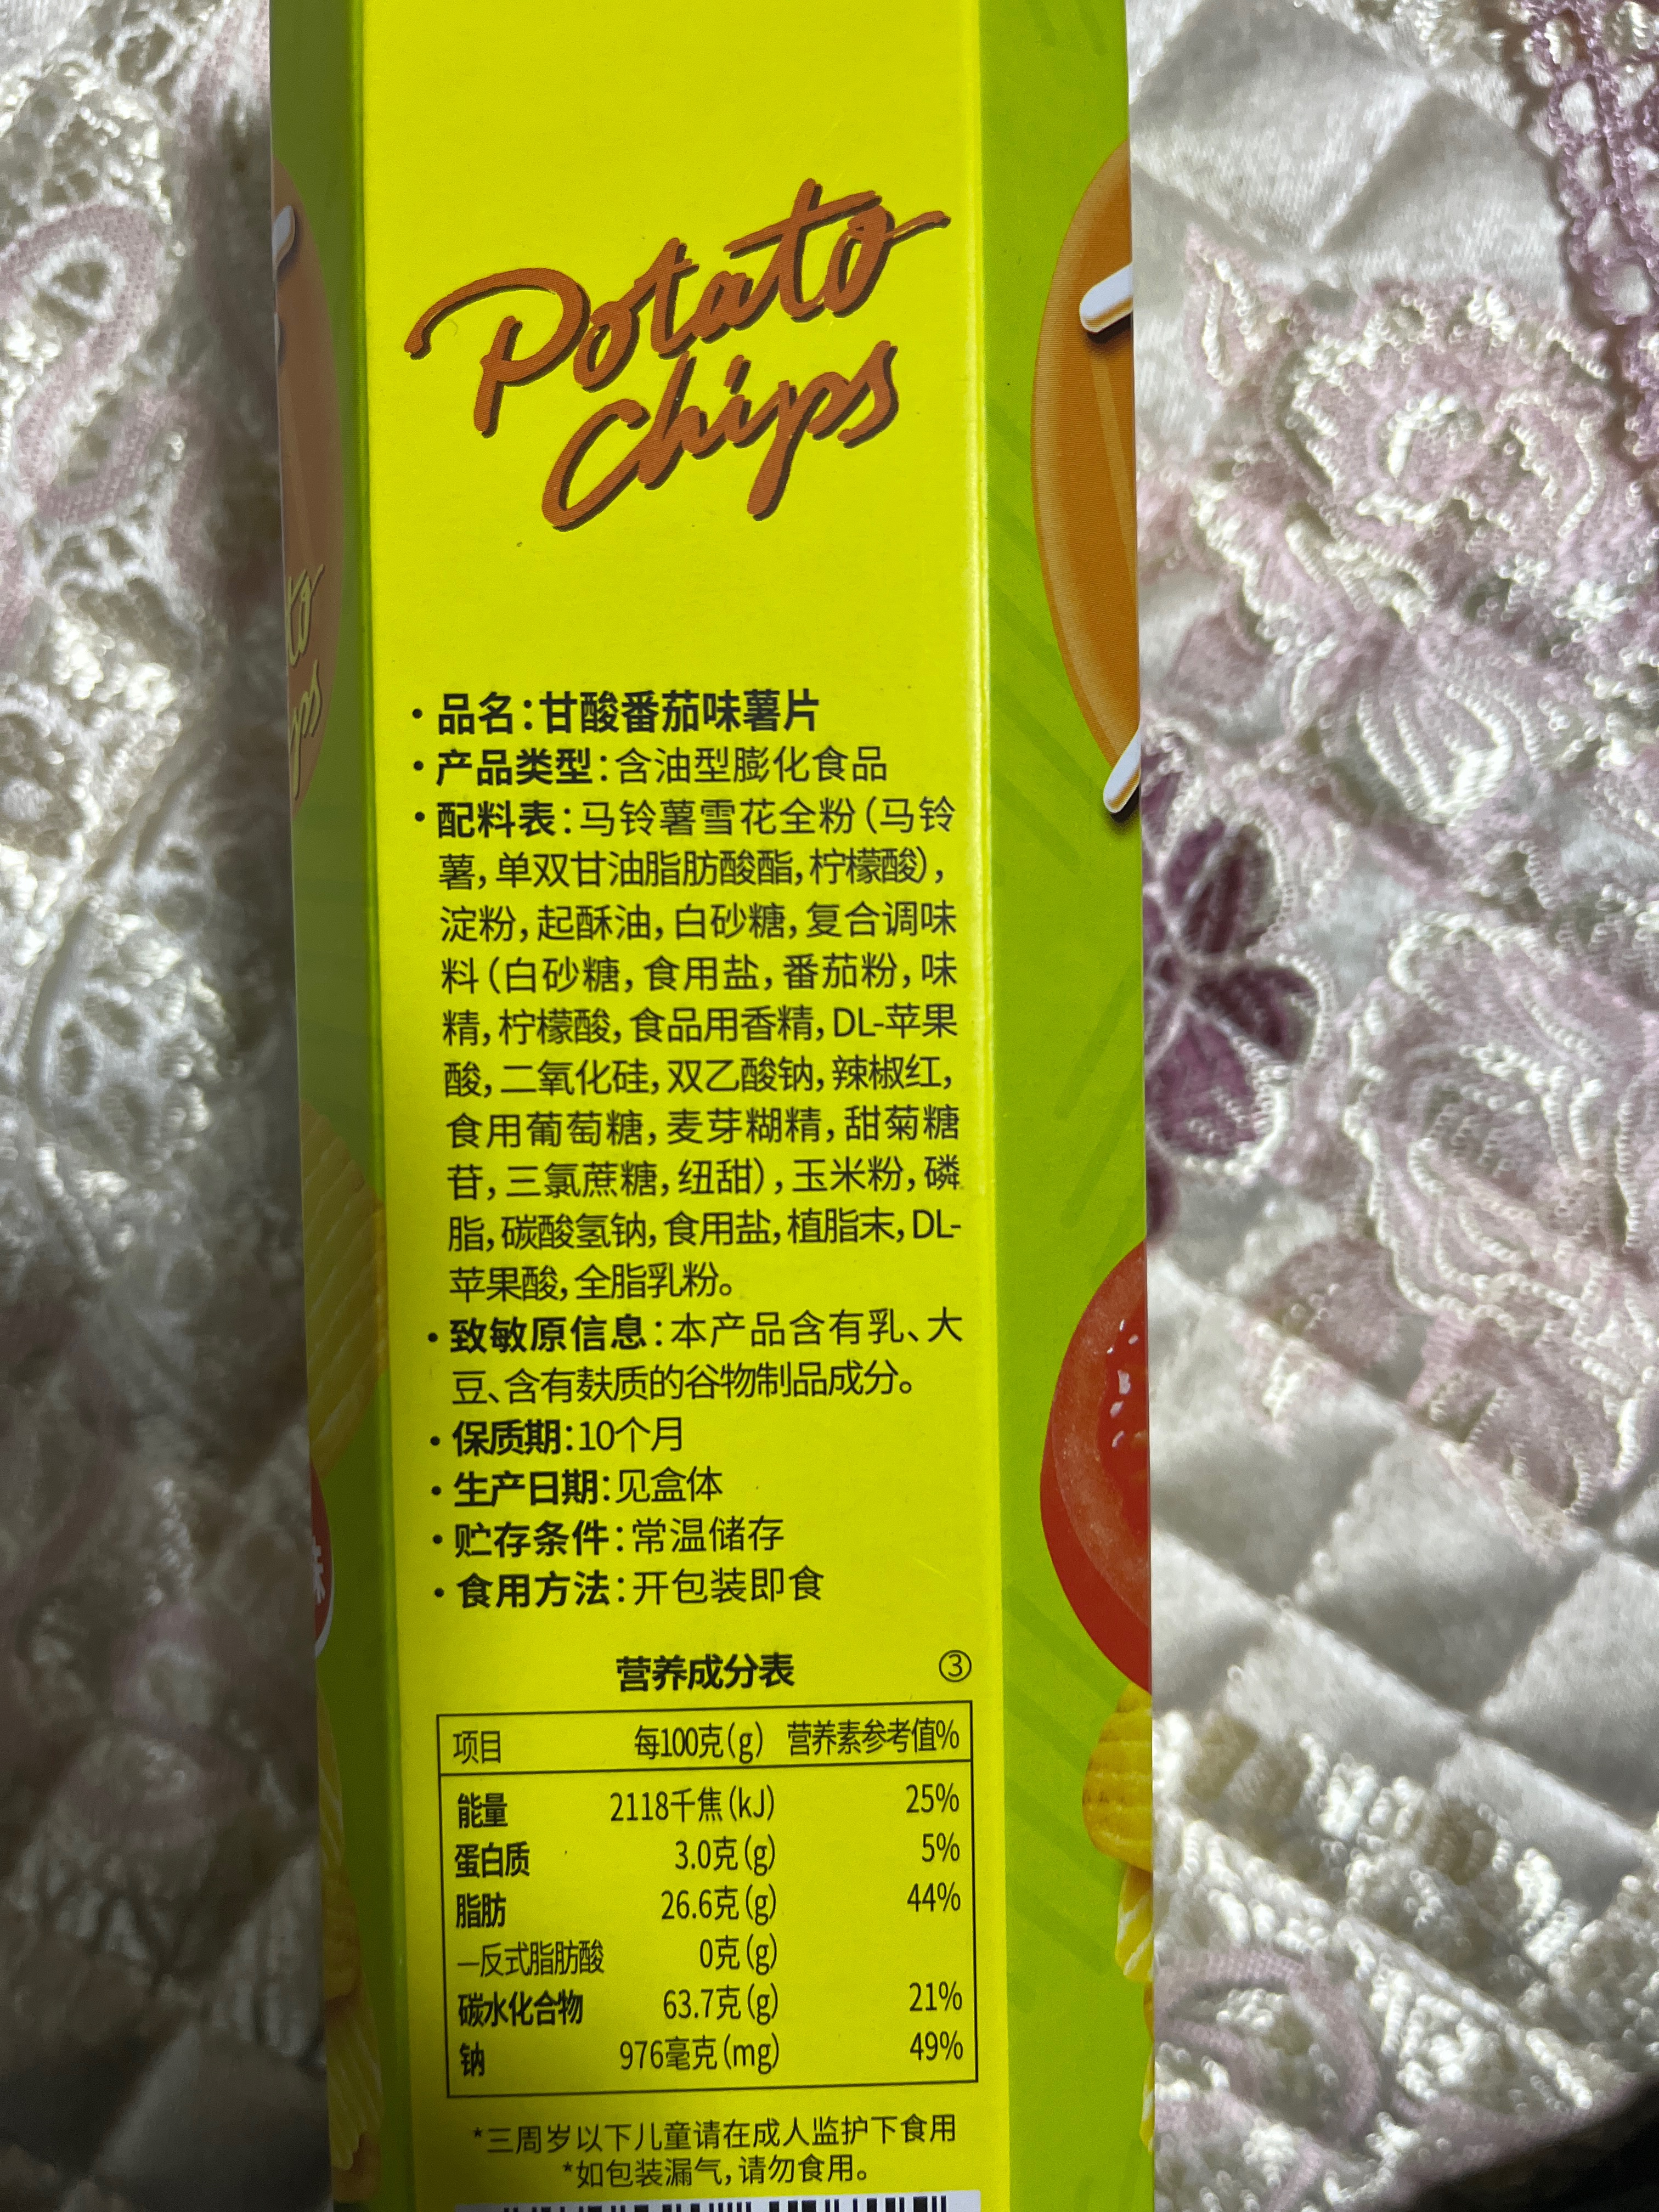 Potato
Chips
to
ps
·品名:甘酸番茄味薯片
·产品类型:含油型膨化食品
·配料表:马铃薯雪花全粉(马铃
薯,单双甘油脂肪酸酯,柠檬酸),
淀粉,起酥油,白砂糖,复合调味
料(白砂糖,食用盐,番茄粉,味
精,柠檬酸,食品用香精,DL-苹果
酸,二氧化硅,双乙酸钠,辣椒红,
食用葡萄糖,麦芽糊精,甜菊糖
苷,三氯蔗糖,纽甜),玉米粉,磷
脂,碳酸氢钠,食用盐,植脂末,DL-
苹果酸,全脂乳粉。
·致敏原信息:本产品含有乳、大
豆、含有麸质的谷物制品成分。
·保质期:10个月
·生产日期:见盒体
·贮存条件:常温储存
·食用方法:开包装即食
味
营养成分表 ③
项目 每100克(g) 营养素参考值%
能量 2118千焦(kJ) 25%
蛋白质 3.0克(g) 5%
脂肪 26.6克(g) 44%
—反式脂肪酸 0克(g)
碳水化合物 63.7克(g) 21%
钠 976毫克(mg) 49%
*三周岁以下儿童请在成人监护下食用
*如包装漏气,请勿食用。